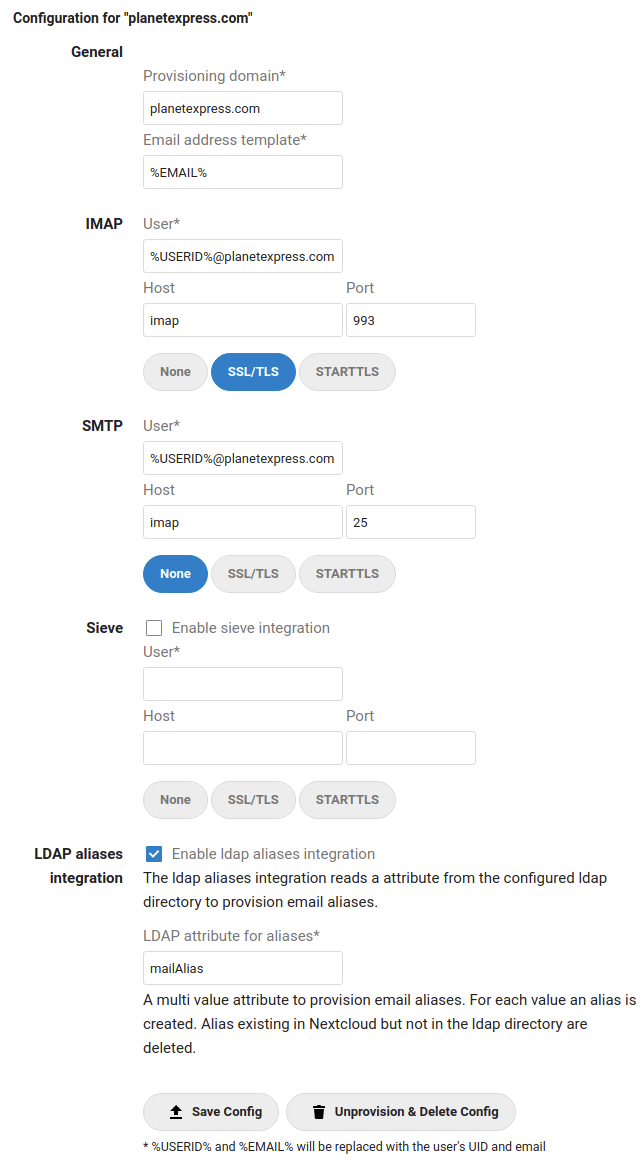 Configuration for "planetexpress.com"
General
Provisioning domain*
planetexpress.com
Email address template*
%EMAIL%
IMAP User*
%USERID%@planetexpress.com
Host Port
imap 993
None SSL/TLS STARTTLS
SMTP User*
%USERID%@planetexpress.com
Host Port
imap 25
None SSL/TLS STARTTLS
Sieve Enable sieve integration
User*
Host Port
None SSL/TLS STARTTLS
LDAP aliases Enable ldap aliases integration
integration The ldap aliases integration reads a attribute from the configured ldap
directory to provision email aliases.
LDAP attribute for aliases*
mailAlias
A multi value attribute to provision email aliases. For each value an alias is
created. Alias existing in Nextcloud but not in the ldap directory are
deleted.
Save Config Unprovision & Delete Config
* %USERID% and %EMAIL% will be replaced with the user's UID and email